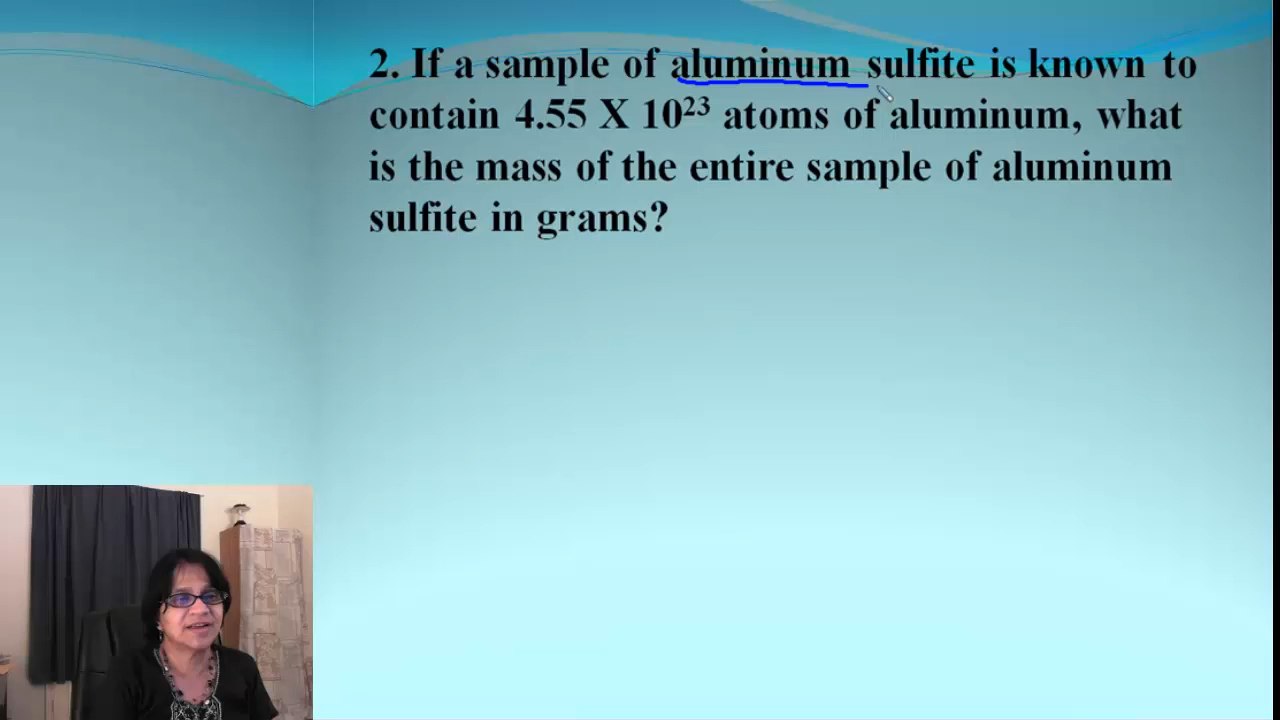 2. If a sample of aluminum sulfite is known to
contain 4.55 X 10²³ atoms of aluminum, what
is the mass of the entire sample of aluminum
sulfite in grams?